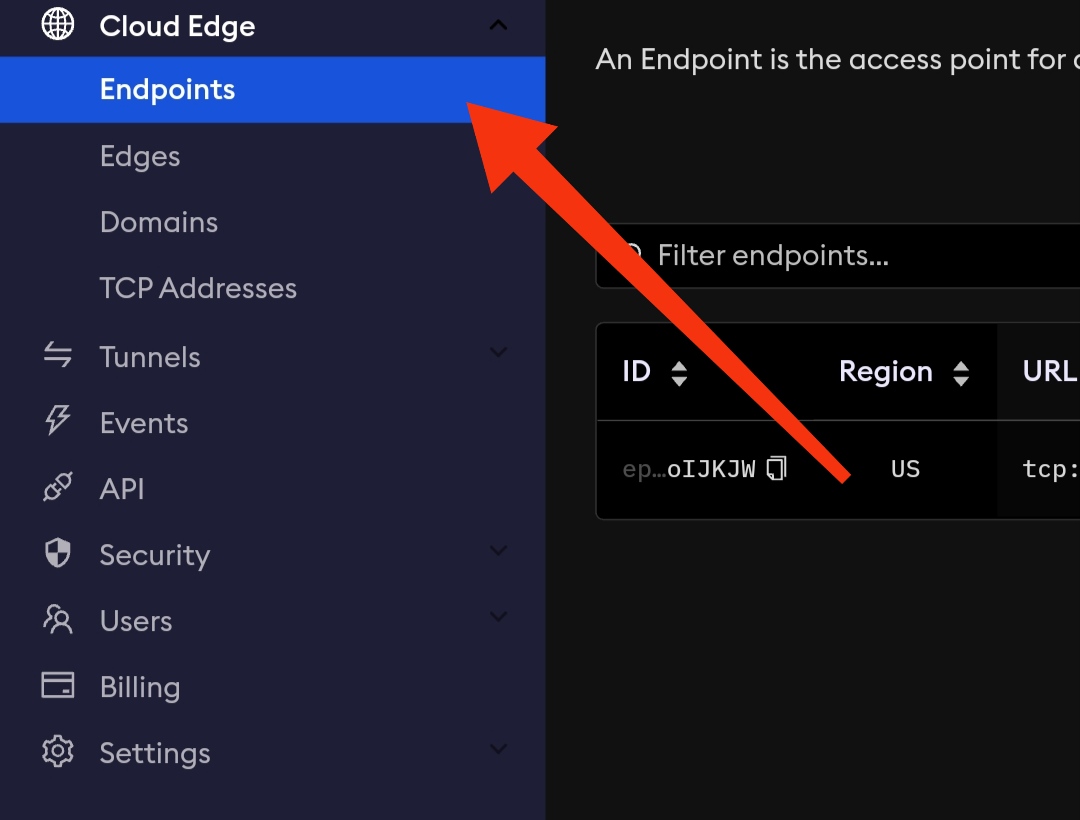 Cloud Edge
Endpoints
Edges
Domains
TCP Addresses
Tunnels
Events
API
Security
Users
Billing
Settings
An Endpoint is the access point for
Filter endpoints...
ID Region URL
ep…oIJKJW US tcp: